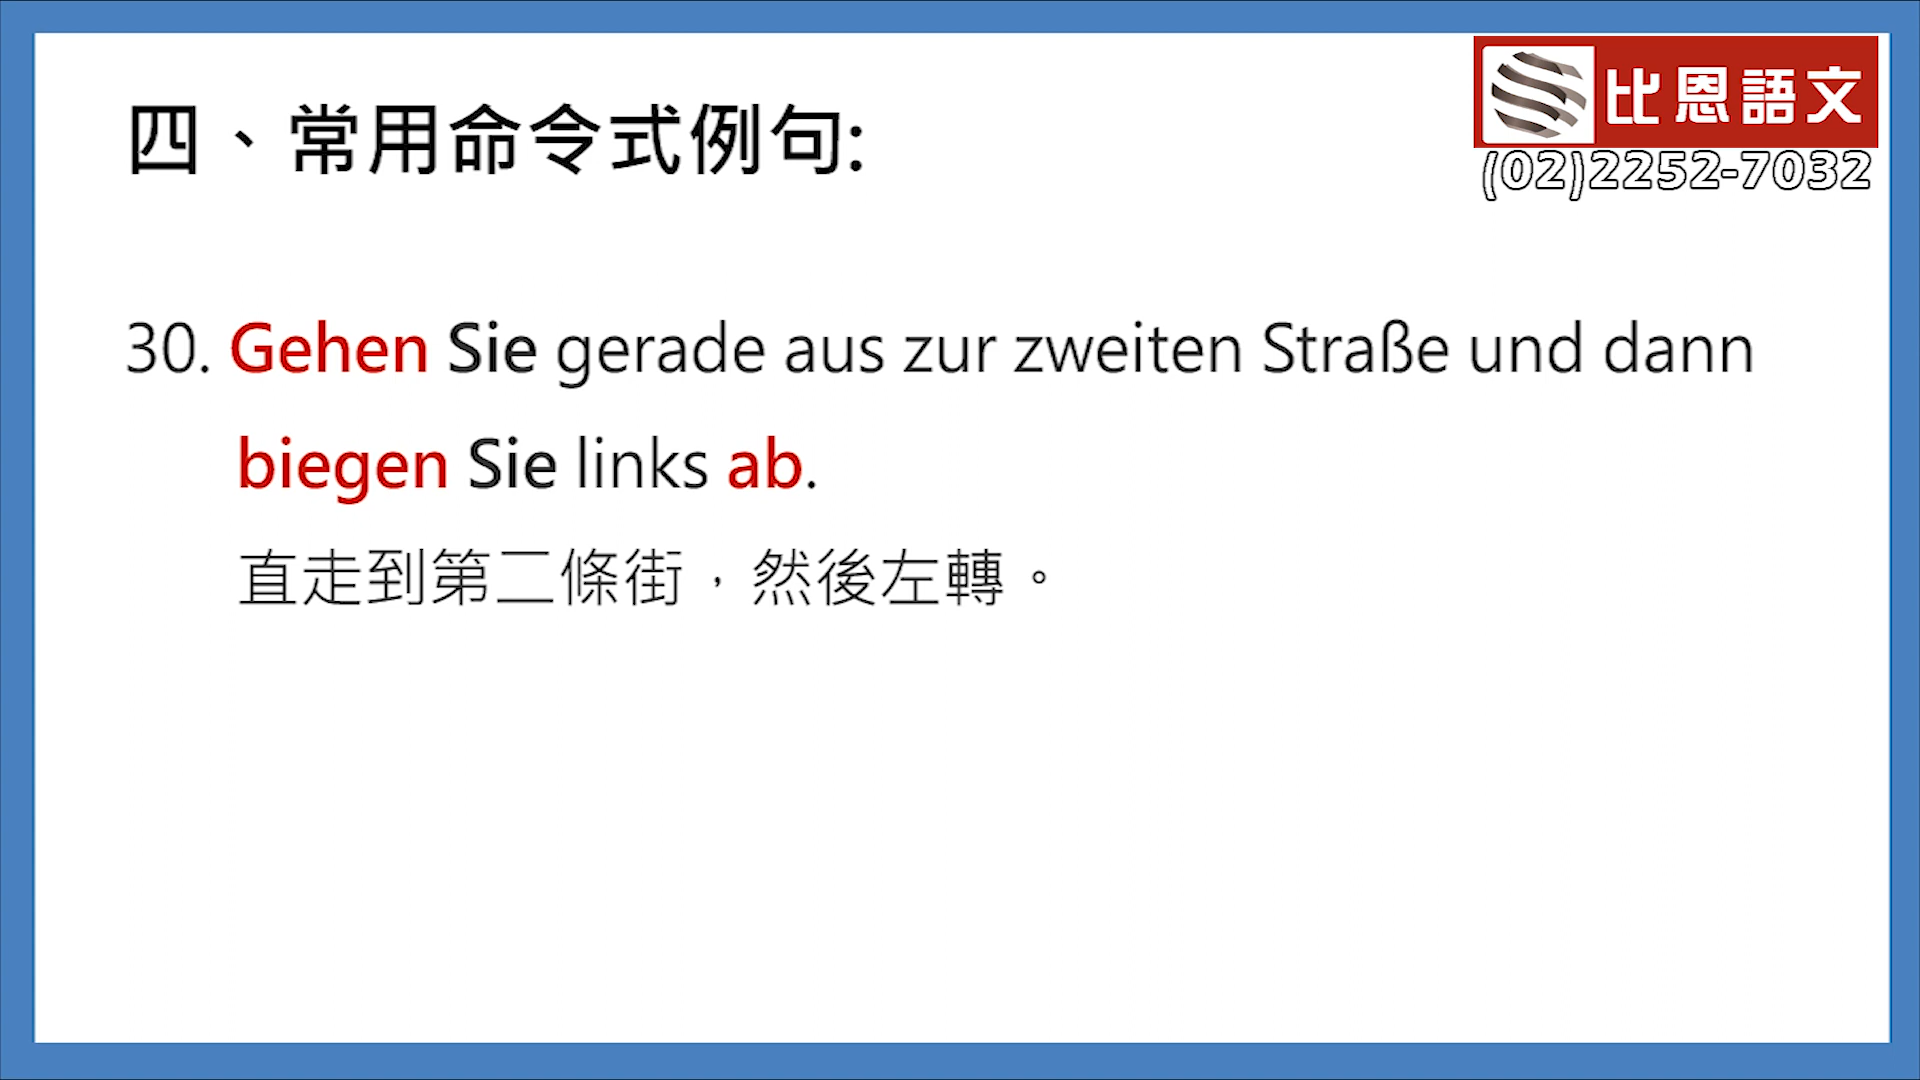 比恩語文
(02)2252-7032
四、常用命令式例句:
30. Gehen Sie gerade aus zur zweiten Straße und dann
biegen Sie links ab.
直走到第二條街，然後左轉。